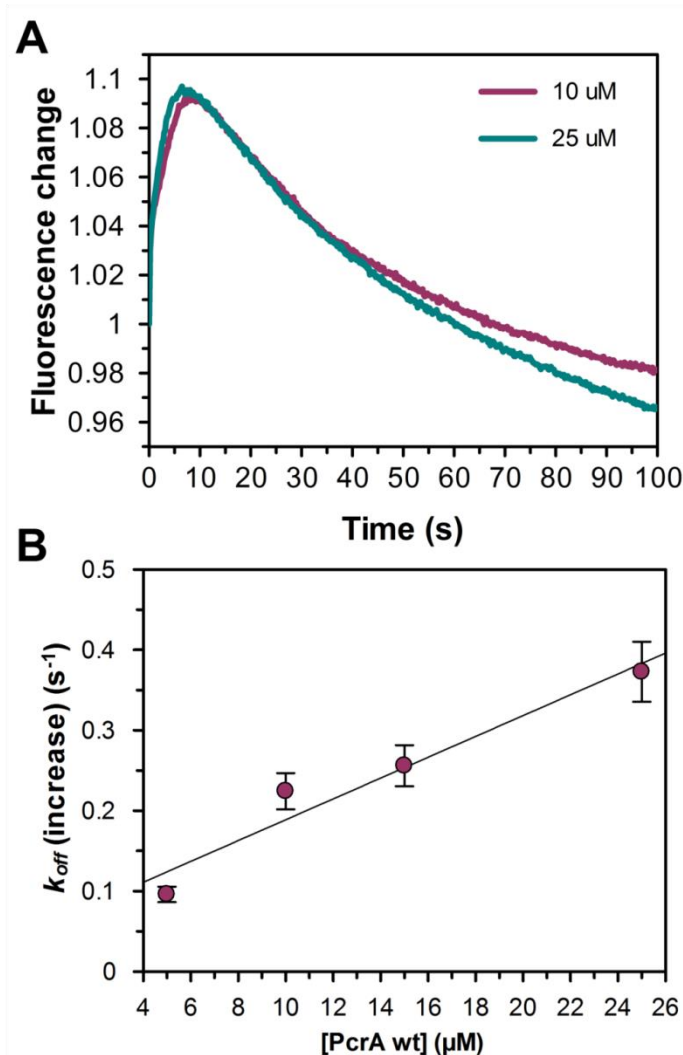 A
Fluorescence change
1.1
1.08
1.06
1.04
1.02
1
0.98
0.96
10 uM
25 uM
0 10 20 30 40 50 60 70 80 90 100
Time (s)
B
k_off (increase) (s⁻¹)
0.5
0.4
0.3
0.2
0.1
0
4 6 8 10 12 14 16 18 20 22 24 26
[PcrA wt] (µM)